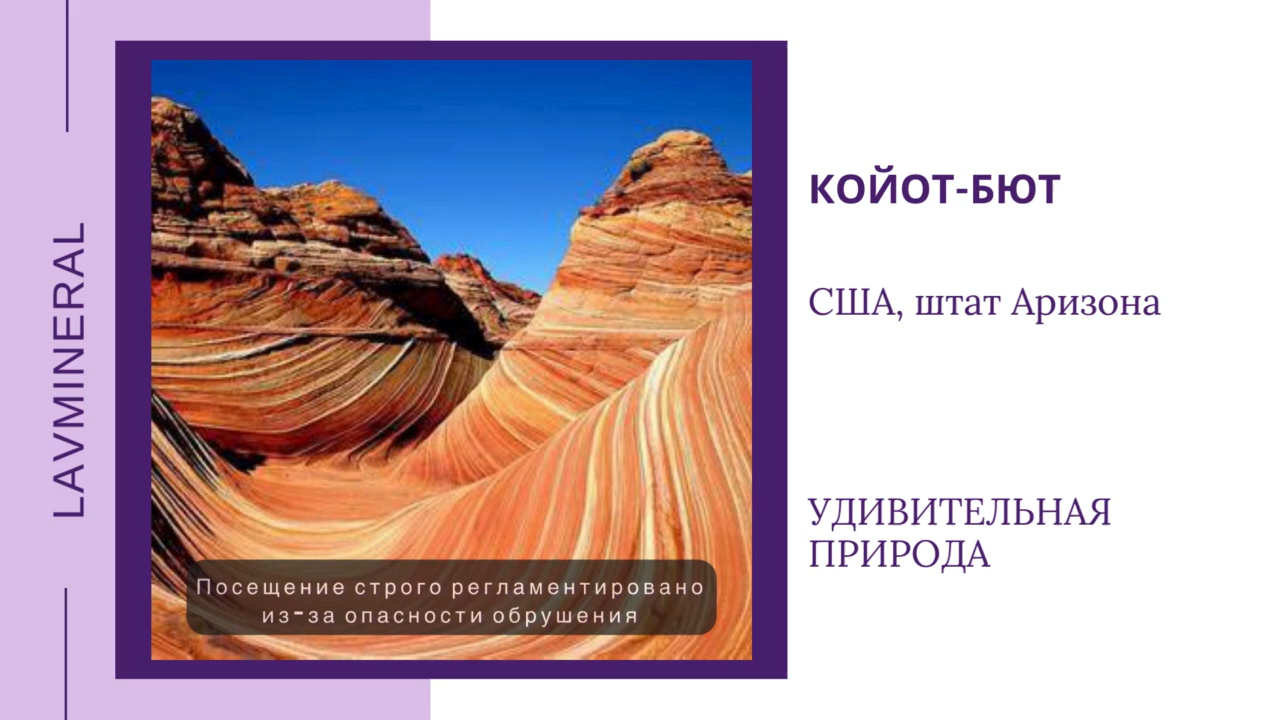 LAVMINERAL
КОЙОТ-БЮТ
США, штат Аризона
УДИВИТЕЛЬНАЯ
ПРИРОДА
Посещение строго регламентировано
из-за опасности обрушения